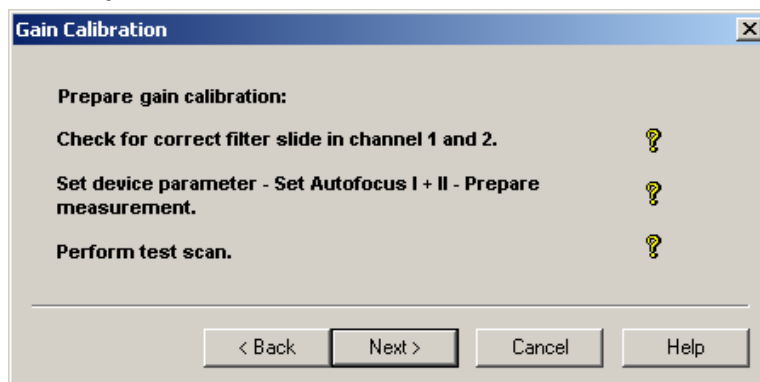 Gain Calibration
Prepare gain calibration:
Check for correct filter slide in channel 1 and 2.
Set device parameter - Set Autofocus I + II - Prepare
measurement.
Perform test scan.
< Back Next > Cancel Help